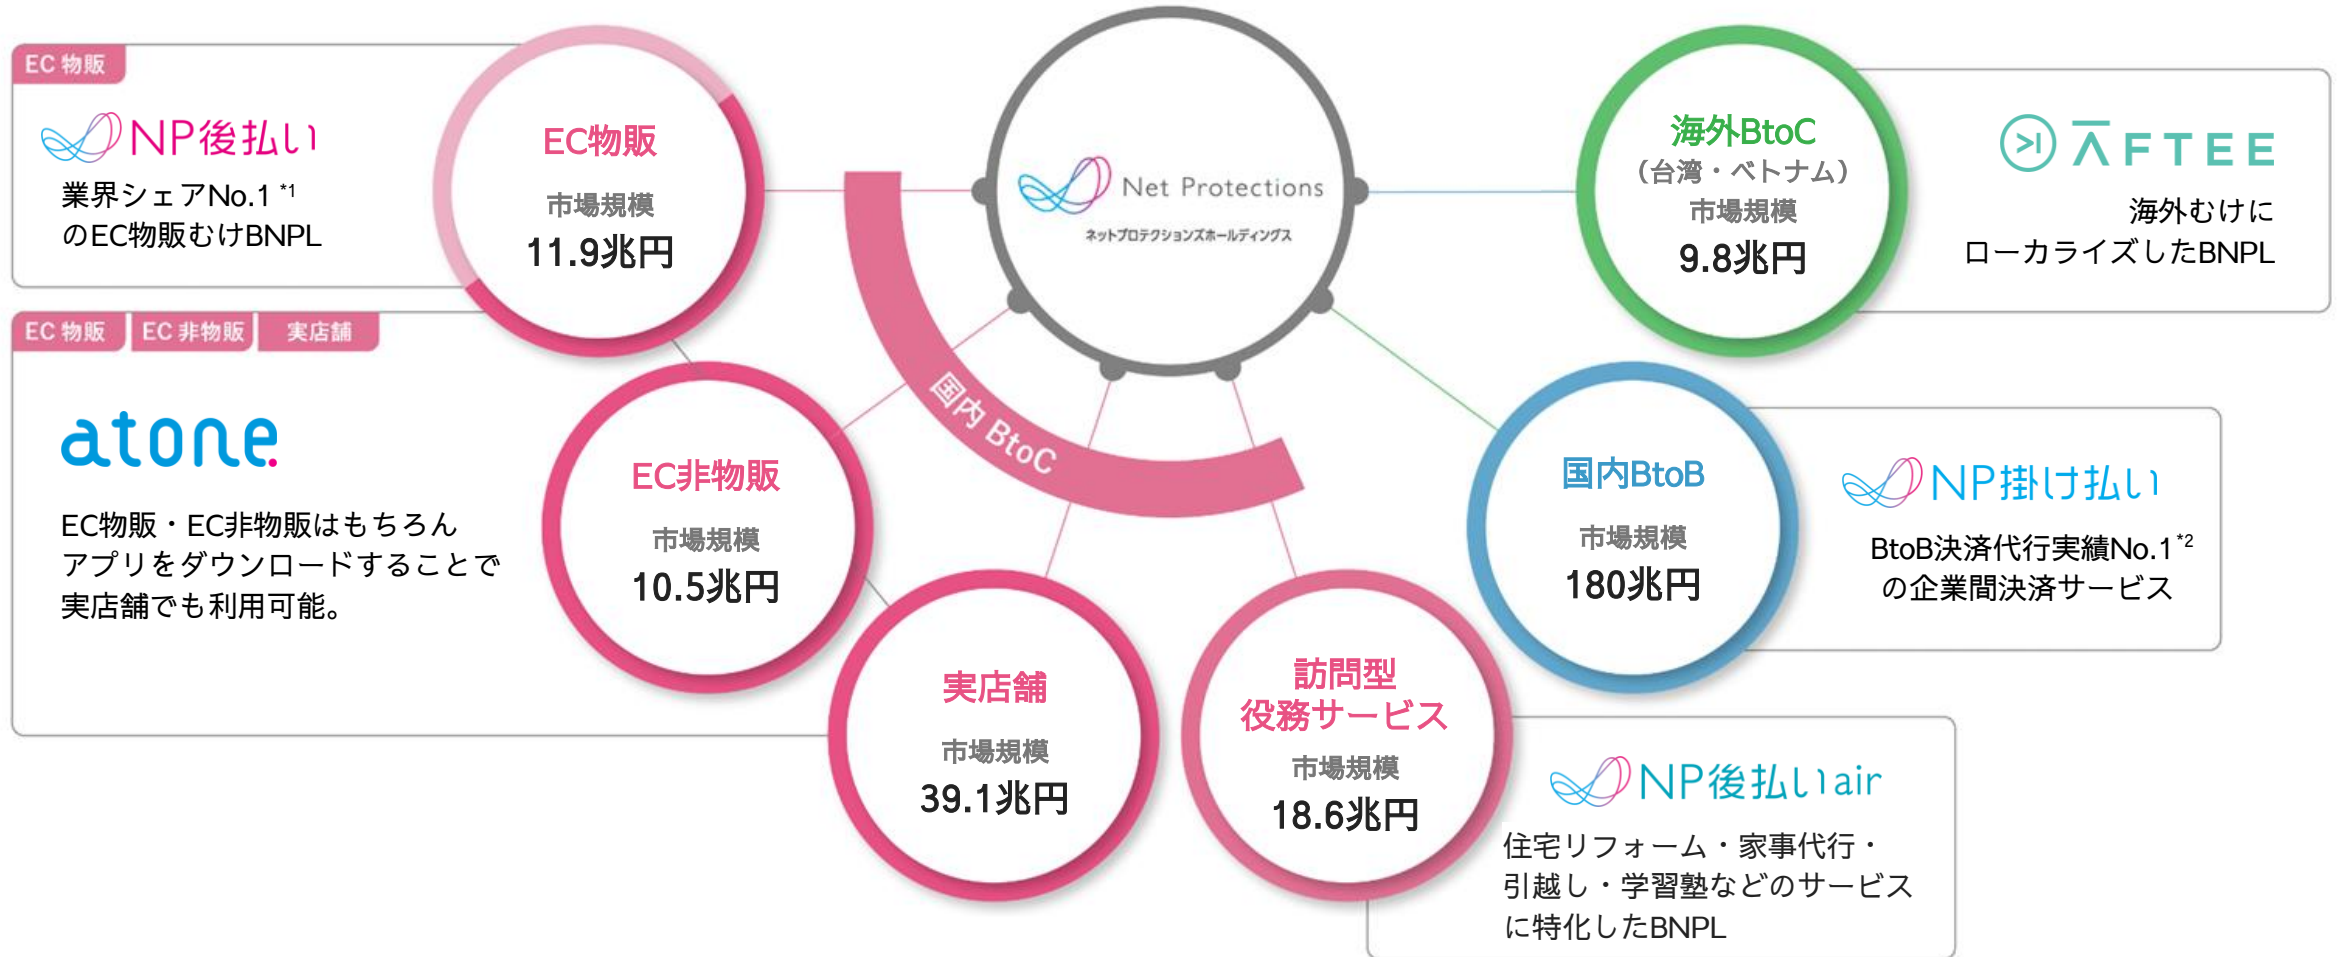 EC 物販
NP後払い
業界シェアNo.1 *1
のEC物販むけBNPL
EC物販
市場規模
11.9兆円
EC 物販
EC 非物販
実店舗
atone
EC物販・EC非物販はもちろん
アプリをダウンロードすることで
実店舗でも利用可能。
EC非物販
市場規模
10.5兆円
実店舗
市場規模
39.1兆円
国内 BtoC
Net Protections
ネットプロテクションズホールディングス
訪問型
役務サービス
市場規模
18.6兆円
NP後払いair
住宅リフォーム・家事代行・
引越し・学習塾などのサービス
に特化したBNPL
国内BtoB
市場規模
180兆円
NP掛け払い
BtoB決済代行実績No.1*2
の企業間決済サービス
海外BtoC
（台湾・ベトナム）
市場規模
9.8兆円
AFTEE
海外むけに
ローカライズしたBNPL